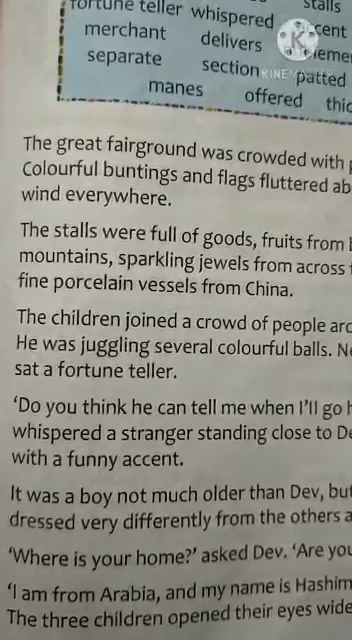 fortune teller whispered stalls
merchant delivers
separate section patted
KINE
manes offered
The great fairground was crowded with
Colourful buntings and flags fluttered
wind everywhere.
The stalls were full of goods, fruits from
mountains, sparkling jewels from across
fine porcelain vessels from China.
The children joined a crowd of people
He was juggling several colourful balls.
sat a fortune teller.
‘Do you think he can tell me when I’ll go
whispered a stranger standing close to
with a funny accent.
It was a boy not much older than Dev, but
dressed very differently from the others
‘Where is your home?’ asked Dev. ‘Are
‘I am from Arabia, and my name is Hashim
The three children opened their eyes wide